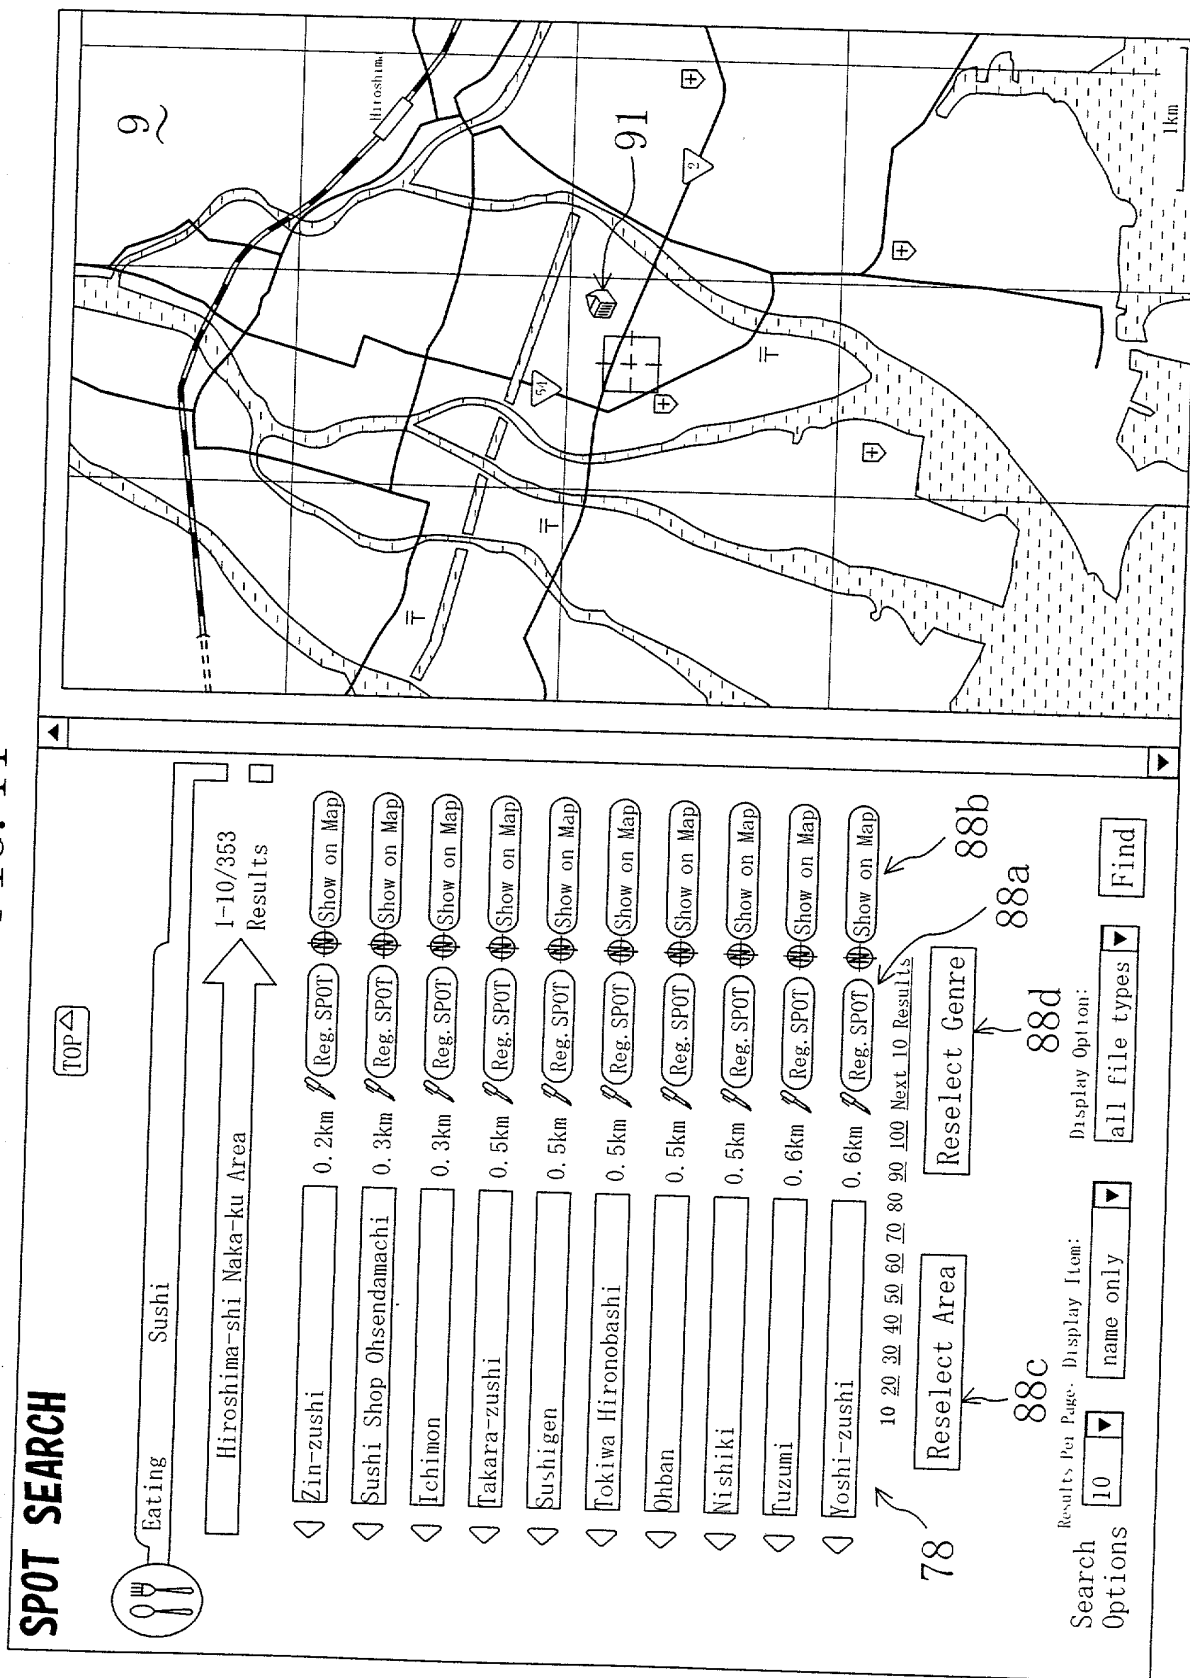 SPOT SEARCH
TOP
Eating Sushi
Hiroshima-shi Naka-ku Area
1-10/353
Results
Zin-zushi 0.2km Reg.SPOT N Show on Map
Sushi Shop Ohsendamachi 0.3km Reg.SPOT N Show on Map
Ichimon 0.3km Reg.SPOT N Show on Map
Takara-zushi 0.5km Reg.SPOT N Show on Map
Sushigen 0.5km Reg.SPOT N Show on Map
Tokiwa Hironobashi 0.5km Reg.SPOT N Show on Map
Ohban 0.5km Reg.SPOT N Show on Map
Nishiki 0.5km Reg.SPOT N Show on Map
Tuzumi 0.6km Reg.SPOT N Show on Map
Yoshi-zushi 0.6km Reg.SPOT N Show on Map
10 20 30 40 50 60 70 80 90 100 Next 10 Results
78
88a
88b
Reselect Area
Reselect Genre
88c
88d
Search
Options
Results Per Page.
10
Display Item:
name only
Display Option:
all file types
Find
9
Hiroshima
91
2
54
1km